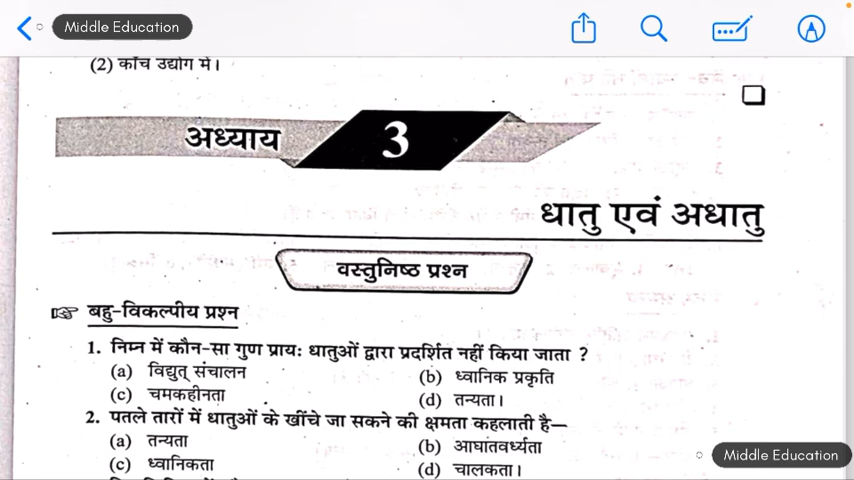 Middle Education
(2) काँच उद्योग में।
अध्याय 3
धातु एवं अधातु
वस्तुनिष्ठ प्रश्न
बहु-विकल्पीय प्रश्न
1. निम्न में कौन-सा गुण प्रायः धातुओं द्वारा प्रदर्शित नहीं किया जाता ?
(a) विद्युत् संचालन (b) ध्वानिक प्रकृति
(c) चमकहीनता (d) तन्यता।
2. पतले तारों में धातुओं के खींचे जा सकने की क्षमता कहलाती है—
(a) तन्यता (b) आघातवर्ध्यता
(c) ध्वानिकता (d) चालकता।
Middle Education